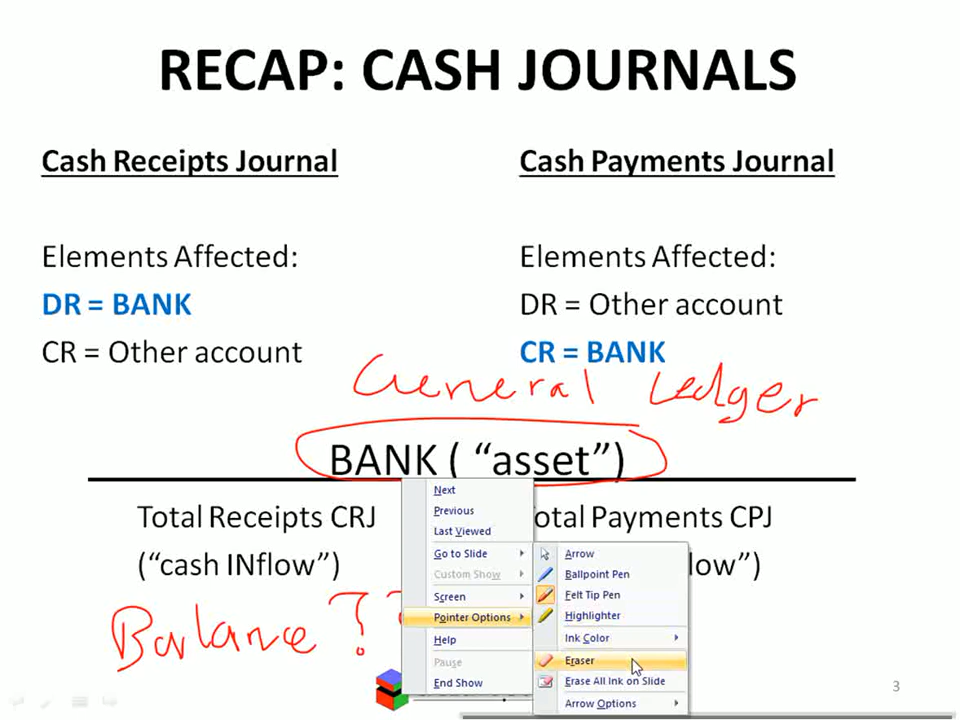 RECAP: CASH JOURNALS
Cash Receipts Journal
Cash Payments Journal
Elements Affected:
DR = BANK
CR = Other account
Elements Affected:
DR = Other account
CR = BANK
General Ledger
BANK ( “asset”)
Total Receipts CRJ
(“cash INflow”)
Total Payments CPJ
low”)
Balance ??
Next
Previous
Last Viewed
Go to Slide
Custom Show
Screen
Pointer Options
Help
Pause
End Show
Arrow
Ballpoint Pen
Felt Tip Pen
Highlighter
Ink Color
Eraser
Erase All Ink on Slide
Arrow Options
3